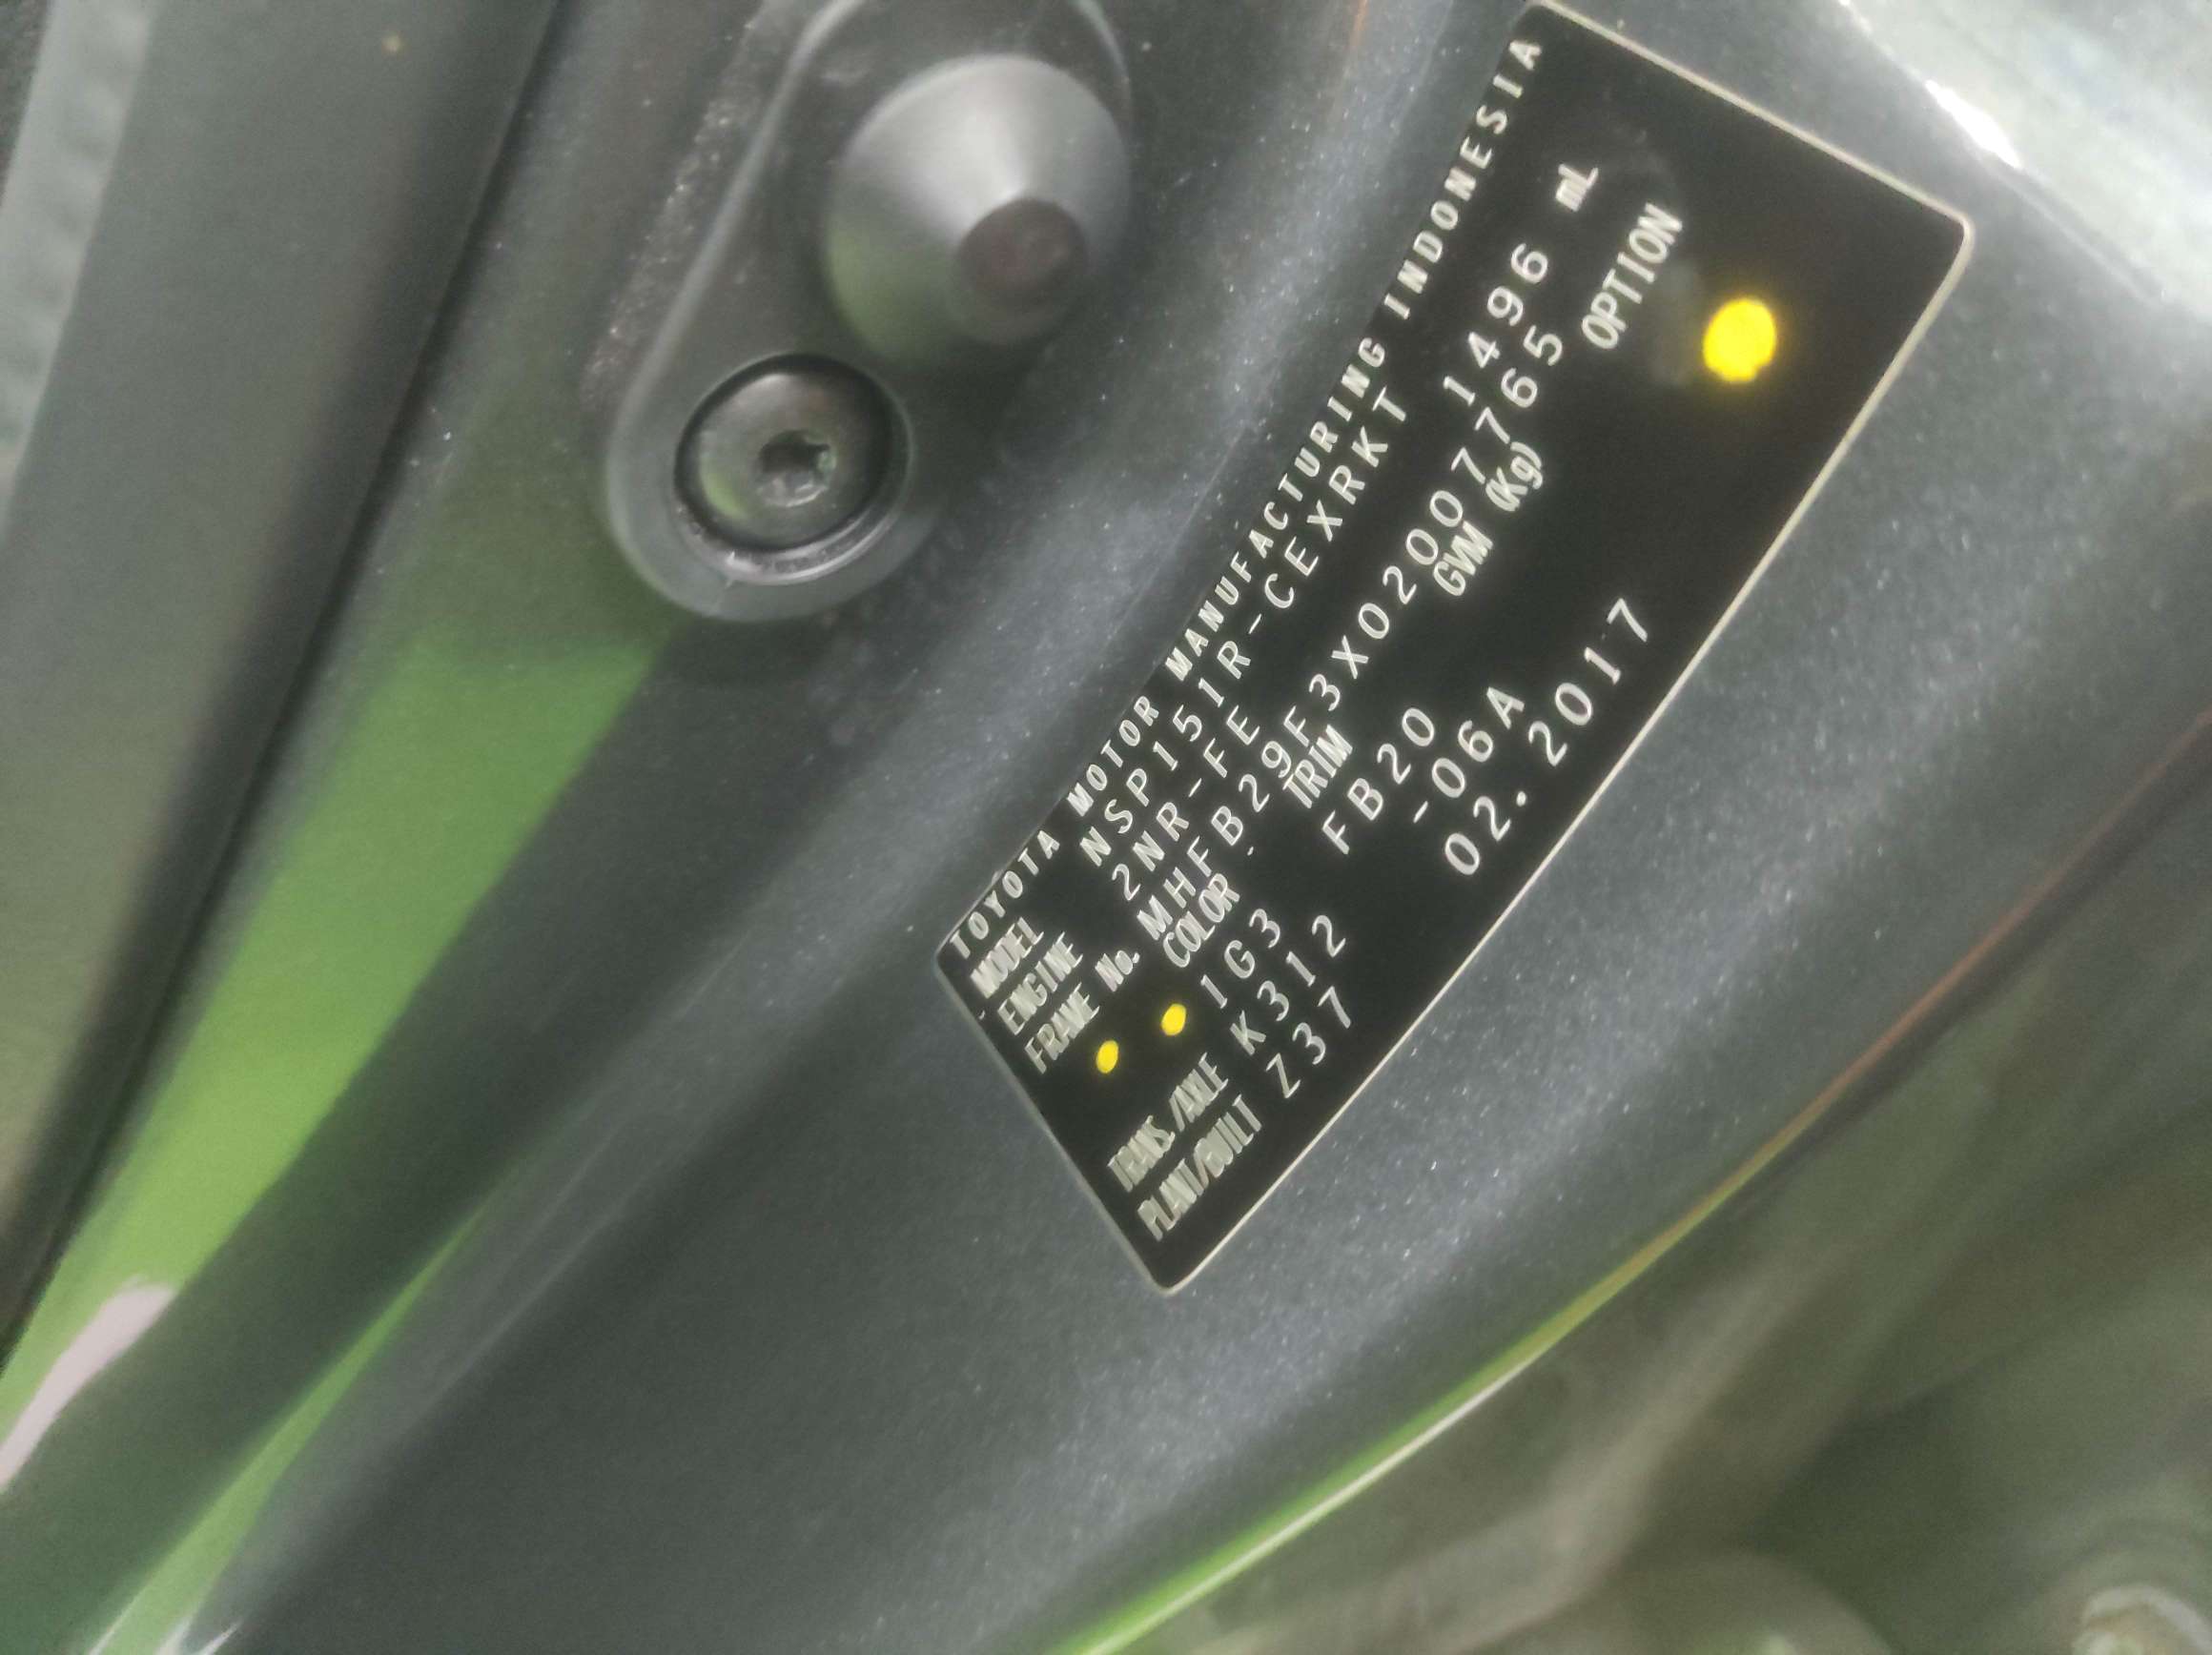 TOYOTA MOTOR MANUFACTURING INDONESIA
MODEL NSP151R-CEXRKT
ENGINE 2NR-FE 1496 mL
FRAME No. MHFB29F3X02007765
COLOR TRIM GVM (Kg) OPTION
1G3 FB20
TRANS./AXLE K312 -06A
PLANT/BUILT Z37 02.2017